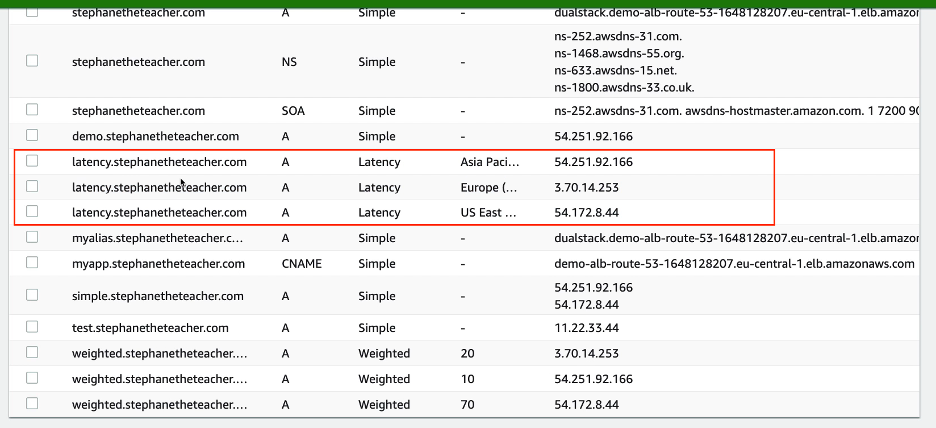 stephanetheteacher.com A Simple - dualstack.demo-alb-route-53-1648128207.eu-central-1.elb.amazon
ns-252.awsdns-31.com.
ns-1468.awsdns-55.org.
stephanetheteacher.com NS Simple -
ns-633.awsdns-15.net.
ns-1800.awsdns-33.co.uk.
stephanetheteacher.com SOA Simple - ns-252.awsdns-31.com. awsdns-hostmaster.amazon.com. 1 7200 90
demo.stephanetheteacher.com A Simple - 54.251.92.166
latency.stephanetheteacher.com A Latency Asia Paci... 54.251.92.166
latency.stephanetheteacher.com A Latency Europe (... 3.70.14.253
latency.stephanetheteacher.com A Latency US East ... 54.172.8.44
myalias.stephanetheteacher.c... A Simple - dualstack.demo-alb-route-53-1648128207.eu-central-1.elb.amazon
myapp.stephanetheteacher.com CNAME Simple - demo-alb-route-53-1648128207.eu-central-1.elb.amazonaws.com
simple.stephanetheteacher.com A Simple - 54.251.92.166
54.172.8.44
test.stephanetheteacher.com A Simple - 11.22.33.44
weighted.stephanetheteacher.... A Weighted 20 3.70.14.253
weighted.stephanetheteacher.... A Weighted 10 54.251.92.166
weighted.stephanetheteacher.... A Weighted 70 54.172.8.44